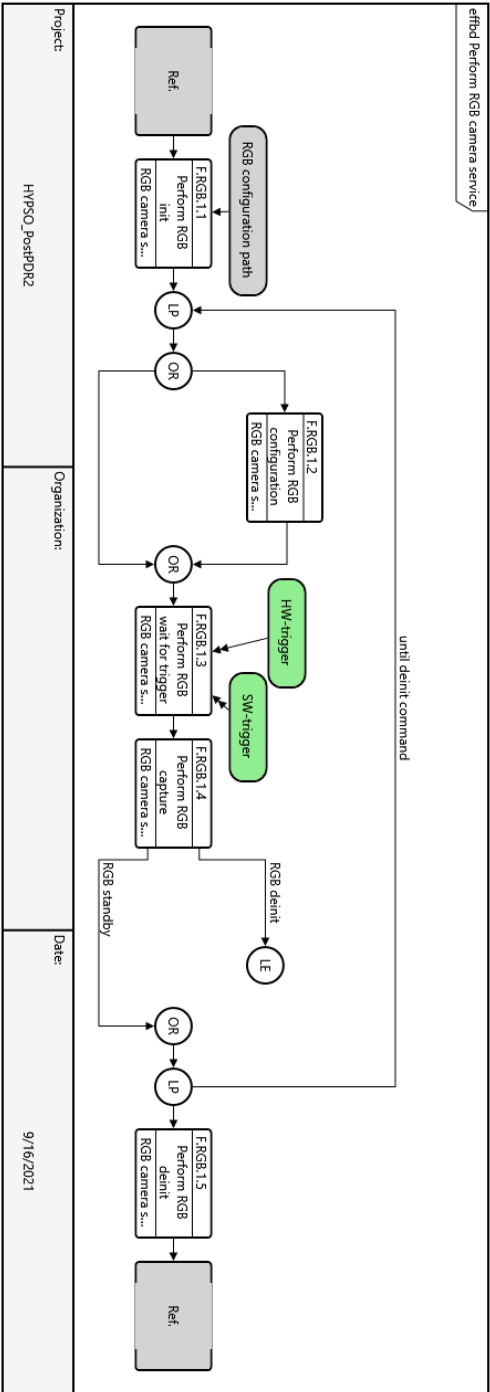 effbd Perform RGB camera service
until deinit command
F.RGB.1.2
Perform RGB
configuration
RGB camera s...
HW-trigger
RGB deinit
LE
RGB configuration path
SW-trigger
Ref.
F.RGB.1.1
Perform RGB
init
RGB camera s...
LP
OR
OR
F.RGB.1.3
Perform RGB
wait for trigger
RGB camera s...
F.RGB.1.4
Perform RGB
capture
RGB camera s...
OR
LP
F.RGB.1.5
Perform RGB
deinit
RGB camera s...
Ref.
RGB standby
Project:
HYPSO_PostPDR2
Organization:
Date:
9/16/2021